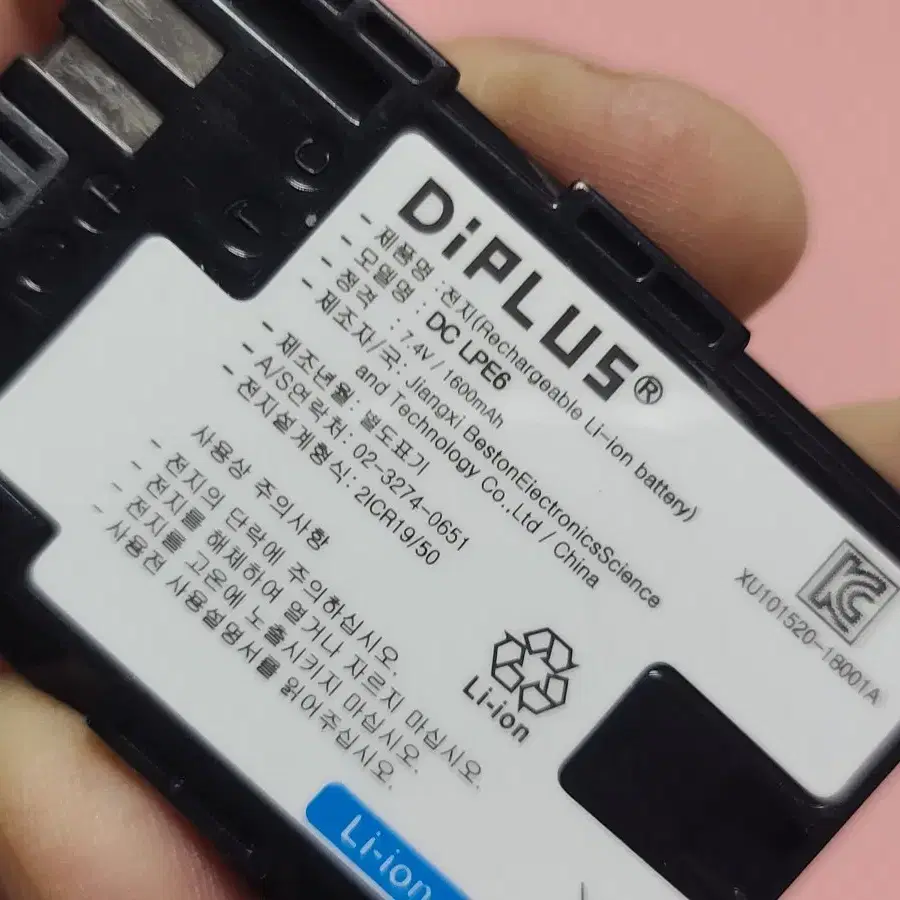 DiPLUS®
- 제품명 : 전지(Rechargeable Li-ion battery)
- 모델명 : DC LPE6
- 정격 : 7.4V / 1600mAh
- 제조자/국: Jiangxi BestonElectronicsScience
and Technology Co.,Ltd / China
- 제조년월: 별도표기
- A/S연락처: 02-3274-0651
- 전지설계형식: 2ICR19/50
사용상 주의사항
- 전지의 단락에 주의하십시오.
- 전지를 해체하여 열거나 자르지 마십시오.
- 전지를 고온에 노출시키지 마십시오.
- 사용전 사용설명서를 읽어주십시오.
XU101520-18001A
Li-ion
Li-ion